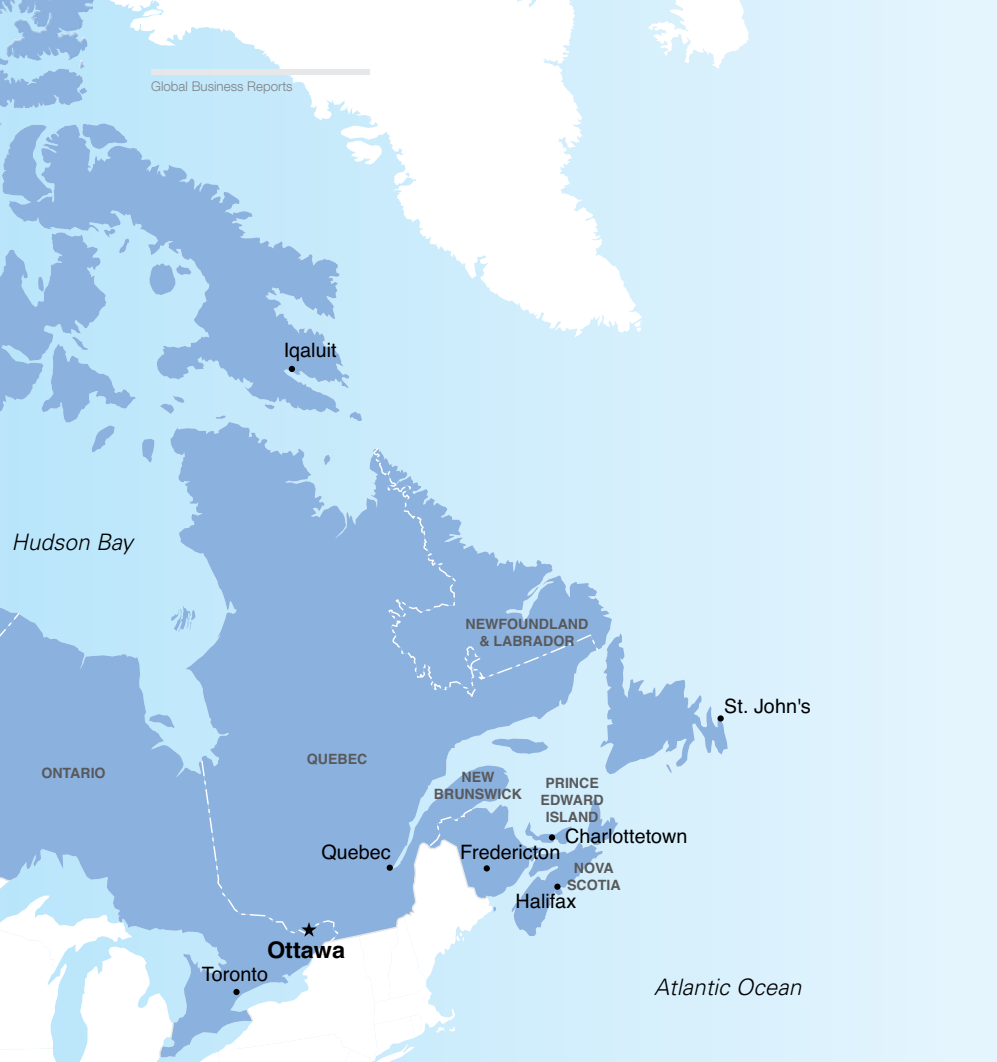 Global Business Reports
Iqaluit
Hudson Bay
NEWFOUNDLAND
& LABRADOR
St. John's
QUEBEC
ONTARIO
NEW
BRUNSWICK
PRINCE
EDWARD
ISLAND
Charlottetown
Quebec
Fredericton
NOVA
SCOTIA
Halifax
Ottawa
Toronto
Atlantic Ocean